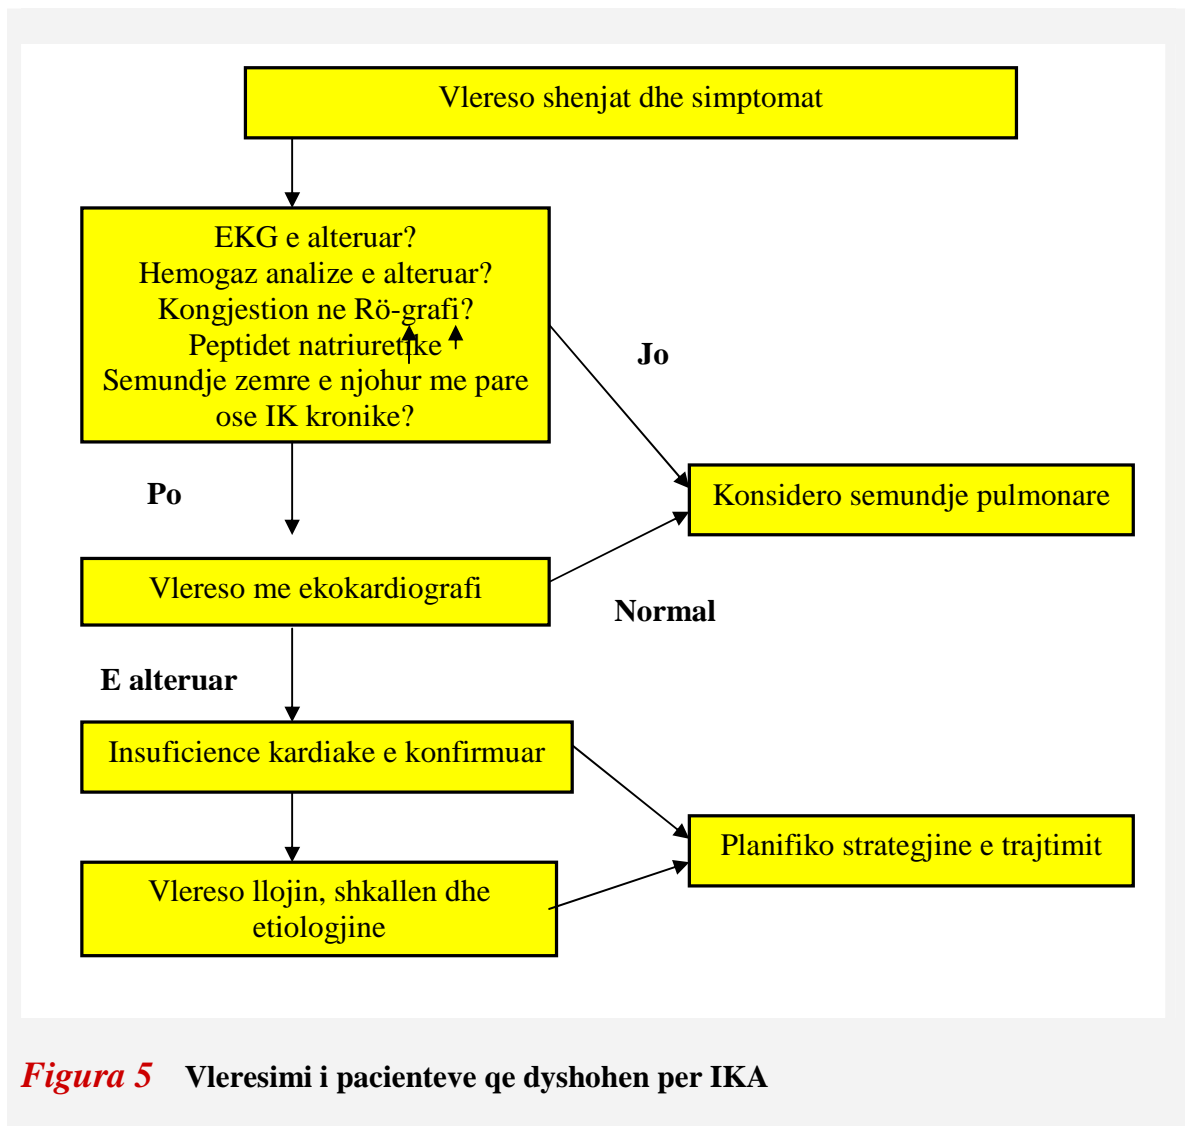 Vlereso shenjat dhe simptomat
EKG e alteruar?
Hemogaz analize e alteruar?
Kongjestion ne Rö-grafi?
Peptidet natriuretike
Semundje zemre e njohur me pare
ose IK kronike?
Jo
Po
Konsidero semundje pulmonare
Vlereso me ekokardiografi
Normal
E alteruar
Insuficience kardiake e konfirmuar
Planifiko strategjine e trajtimit
Vlereso llojin, shkallen dhe
etiologjine
Figura 5 Vleresimi i pacienteve qe dyshohen per IKA